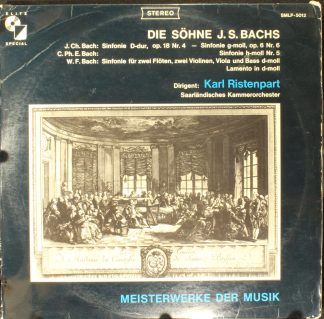 ELITE
SPECIAL
STEREO
SMLP-5013
DIE SÖHNE J. S. BACHS
J. Ch. Bach: Sinfonie D-dur, op. 18 Nr. 4 – Sinfonie g-moll, op. 6 Nr. 6
C. Ph. E. Bach: Sinfonie h-moll Nr. 5
W. F. Bach: Sinfonie für zwei Flöten, zwei Violinen, Viola und Bass d-moll
Lamento in d-moll
Dirigent: Karl Ristenpart
Saarländisches Kammerorchester
MEISTERWERKE DER MUSIK